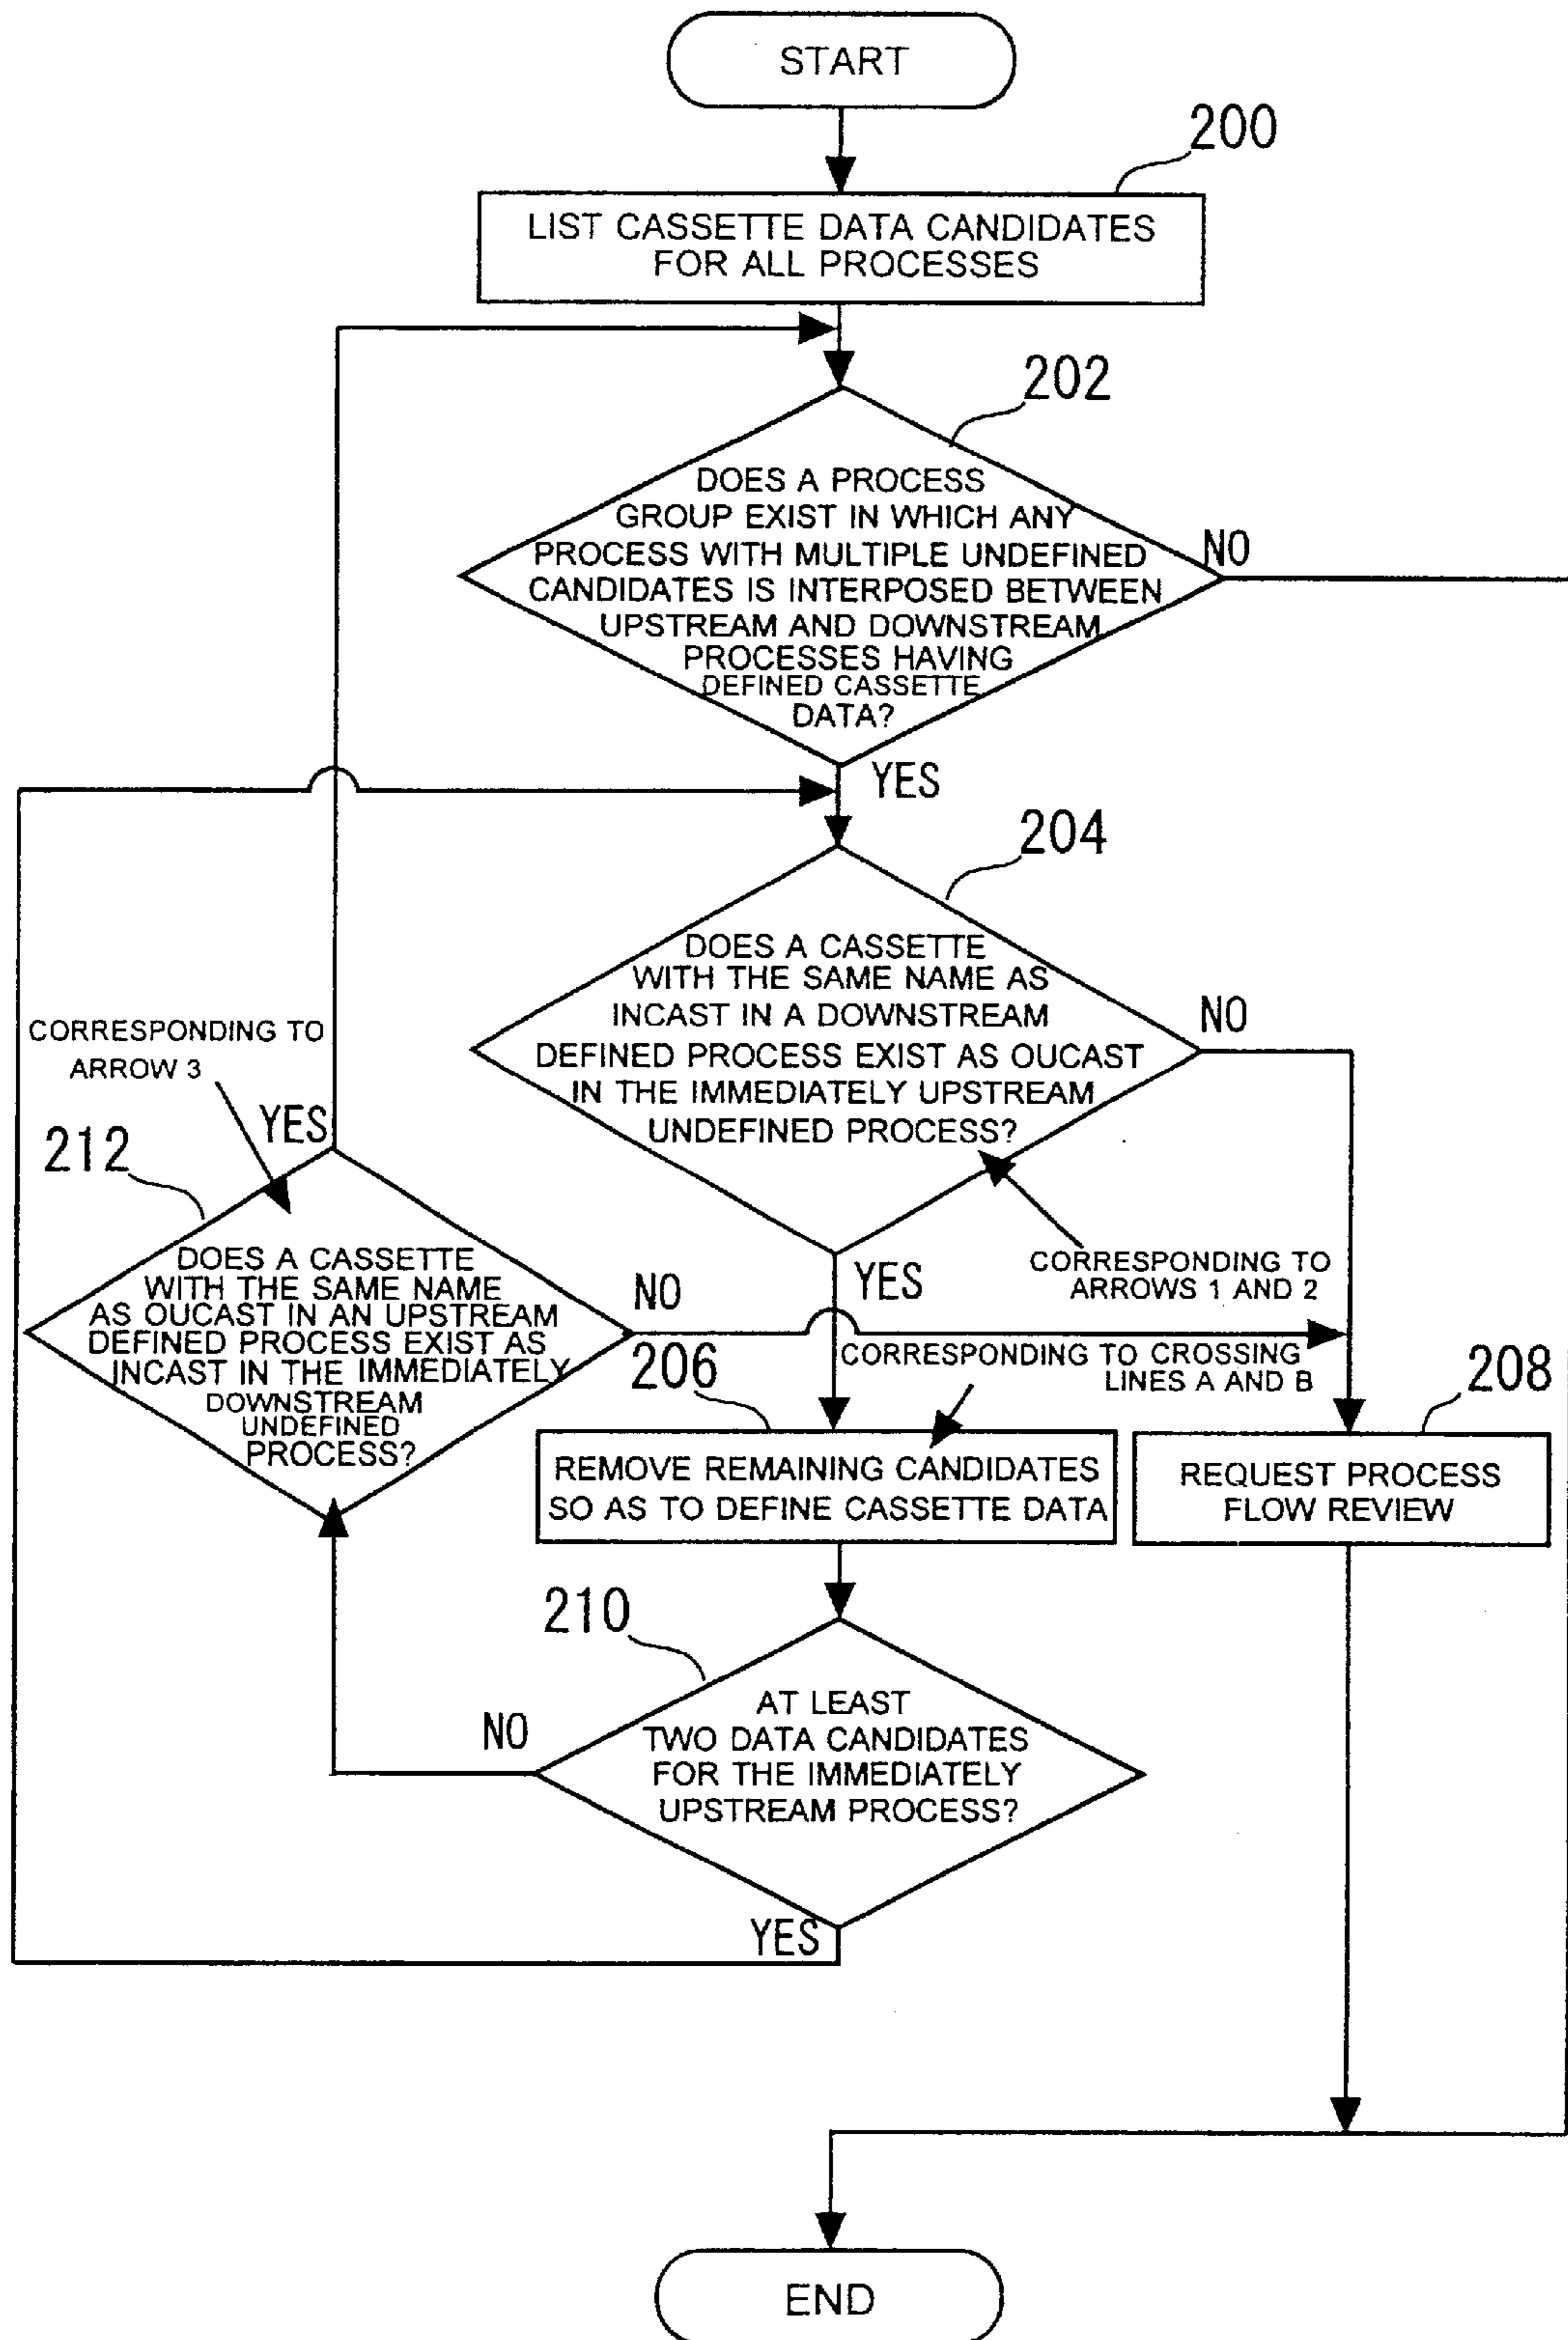 START
200
LIST CASSETTE DATA CANDIDATES
FOR ALL PROCESSES
202
DOES A PROCESS
GROUP EXIST IN WHICH ANY
PROCESS WITH MULTIPLE UNDEFINED
CANDIDATES IS INTERPOSED BETWEEN
UPSTREAM AND DOWNSTREAM
PROCESSES HAVING
DEFINED CASSETTE
DATA?
NO
YES
204
DOES A CASSETTE
WITH THE SAME NAME AS
INCAST IN A DOWNSTREAM
DEFINED PROCESS EXIST AS OUCAST
IN THE IMMEDIATELY UPSTREAM
UNDEFINED PROCESS?
NO
YES
CORRESPONDING TO
ARROWS 1 AND 2
CORRESPONDING TO
ARROW 3
YES
212
DOES A CASSETTE
WITH THE SAME NAME
AS OUCAST IN AN UPSTREAM
DEFINED PROCESS EXIST AS
INCAST IN THE IMMEDIATELY
DOWNSTREAM
UNDEFINED
PROCESS?
NO
206
CORRESPONDING TO CROSSING
LINES A AND B
REMOVE REMAINING CANDIDATES
SO AS TO DEFINE CASSETTE DATA
208
REQUEST PROCESS
FLOW REVIEW
210
AT LEAST
TWO DATA CANDIDATES
FOR THE IMMEDIATELY
UPSTREAM PROCESS?
NO
YES
END